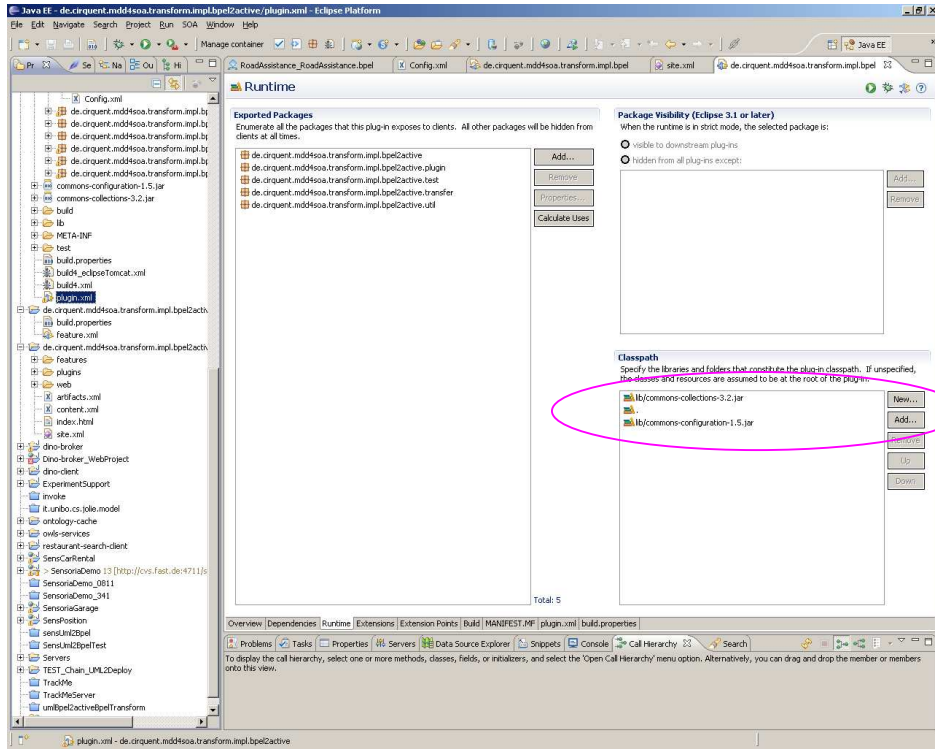 Java EE - de.cirquent.mdd4soa.transform.impl.bpel2active/plugin.xml - Eclipse Platform
File Edit Navigate Search Project Run SOA Window Help
Manage container
Java EE
Pr Se Na Ou Hi
RoadAssistance_RoadAssistance.bpel Config.xml de.cirquent.mdd4soa.transform.impl.bpel site.xml de.cirquent.mdd4soa.transform.impl.bpel
Config.xml
de.cirquent.mdd4soa.transform.impl.bp
de.cirquent.mdd4soa.transform.impl.bp
de.cirquent.mdd4soa.transform.impl.bp
de.cirquent.mdd4soa.transform.impl.bp
de.cirquent.mdd4soa.transform.impl.bp
de.cirquent.mdd4soa.transform.impl.bp
commons-configuration-1.5.jar
commons-collections-3.2.jar
build
lib
META-INF
test
build.properties
build4_eclipseTomcat.xml
build4.xml
plugin.xml
de.cirquent.mdd4soa.transform.impl.bpel2activ
build.properties
feature.xml
de.cirquent.mdd4soa.transform.impl.bpel2activ
features
plugins
web
artifacts.xml
content.xml
index.html
site.xml
dino-broker
Dino-broker_WebProject
dino-client
ExperimentSupport
invoke
it.unibo.cs.jolie.model
ontology-cache
owls-services
restaurant-search-client
SensCarRental
> SensoriaDemo 13 [http://cvs.fast.de:4711/s
SensoriaDemo_0811
SensoriaDemo_341
SensoriaGarage
SensPosition
sensUml2Bpel
SensUml2BpelTest
Servers
TEST_Chain_UML2Deploy
TrackMe
TrackMeServer
umlBpel2activeBpelTransform
Runtime
Exported Packages
Enumerate all the packages that this plug-in exposes to clients. All other packages will be hidden from
clients at all times.
de.cirquent.mdd4soa.transform.impl.bpel2active
de.cirquent.mdd4soa.transform.impl.bpel2active.plugin
de.cirquent.mdd4soa.transform.impl.bpel2active.test
de.cirquent.mdd4soa.transform.impl.bpel2active.transfer
de.cirquent.mdd4soa.transform.impl.bpel2active.util
Add...
Remove
Properties...
Calculate Uses
Total: 5
Package Visibility (Eclipse 3.1 or later)
When the runtime is in strict mode, the selected package is:
visible to downstream plug-ins
hidden from all plug-ins except:
Add...
Remove
Classpath
Specify the libraries and folders that constitute the plug-in classpath. If unspecified,
the classes and resources are assumed to be at the root of the plug-in.
lib/commons-collections-3.2.jar
.
lib/commons-configuration-1.5.jar
New...
Add...
Remove
Up
Down
Overview Dependencies Runtime Extensions Extension Points Build MANIFEST.MF plugin.xml build.properties
Problems Tasks Properties Servers Data Source Explorer Snippets Console Call Hierarchy Search
To display the call hierarchy, select one or more methods, classes, fields, or initializers, and select the 'Open Call Hierarchy' menu option. Alternatively, you can drag and drop the member or members
onto this view.
plugin.xml - de.cirquent.mdd4soa.transform.impl.bpel2active